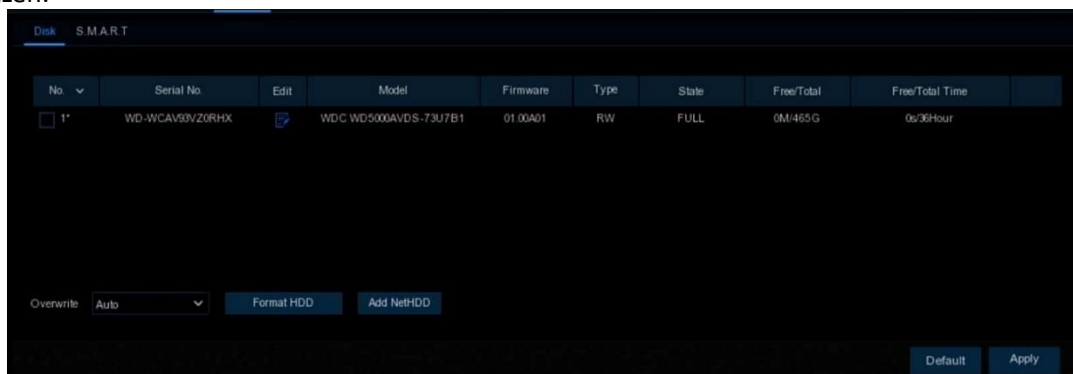 Disk S.M.A.R.T
No. Serial No. Edit Model Firmware Type State Free/Total Free/Total Time
1* WD-WCAV93VZ0RHX WDC WD5000AVDS-73U7B1 01.00A01 RW FULL 0M/465G 0s/36Hour
Overwrite Auto Format HDD Add NetHDD
Default Apply